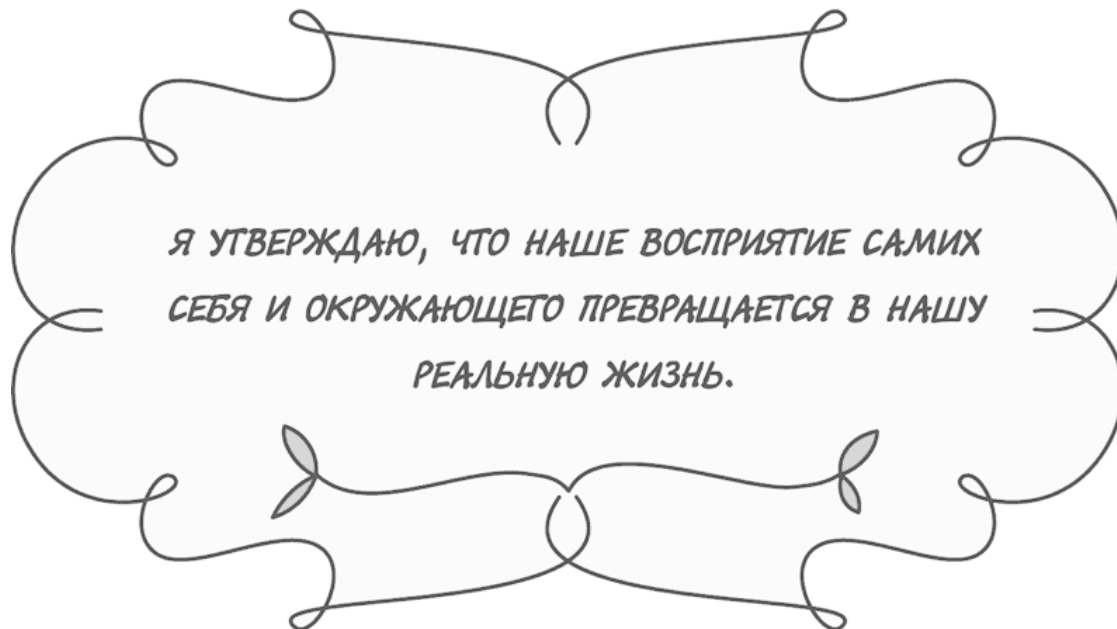 Я УТВЕРЖДАЮ, ЧТО НАШЕ ВОСПРИЯТИЕ САМИХ
СЕБЯ И ОКРУЖАЮЩЕГО ПРЕВРАЩАЕТСЯ В НАШУ
РЕАЛЬНУЮ ЖИЗНЬ.